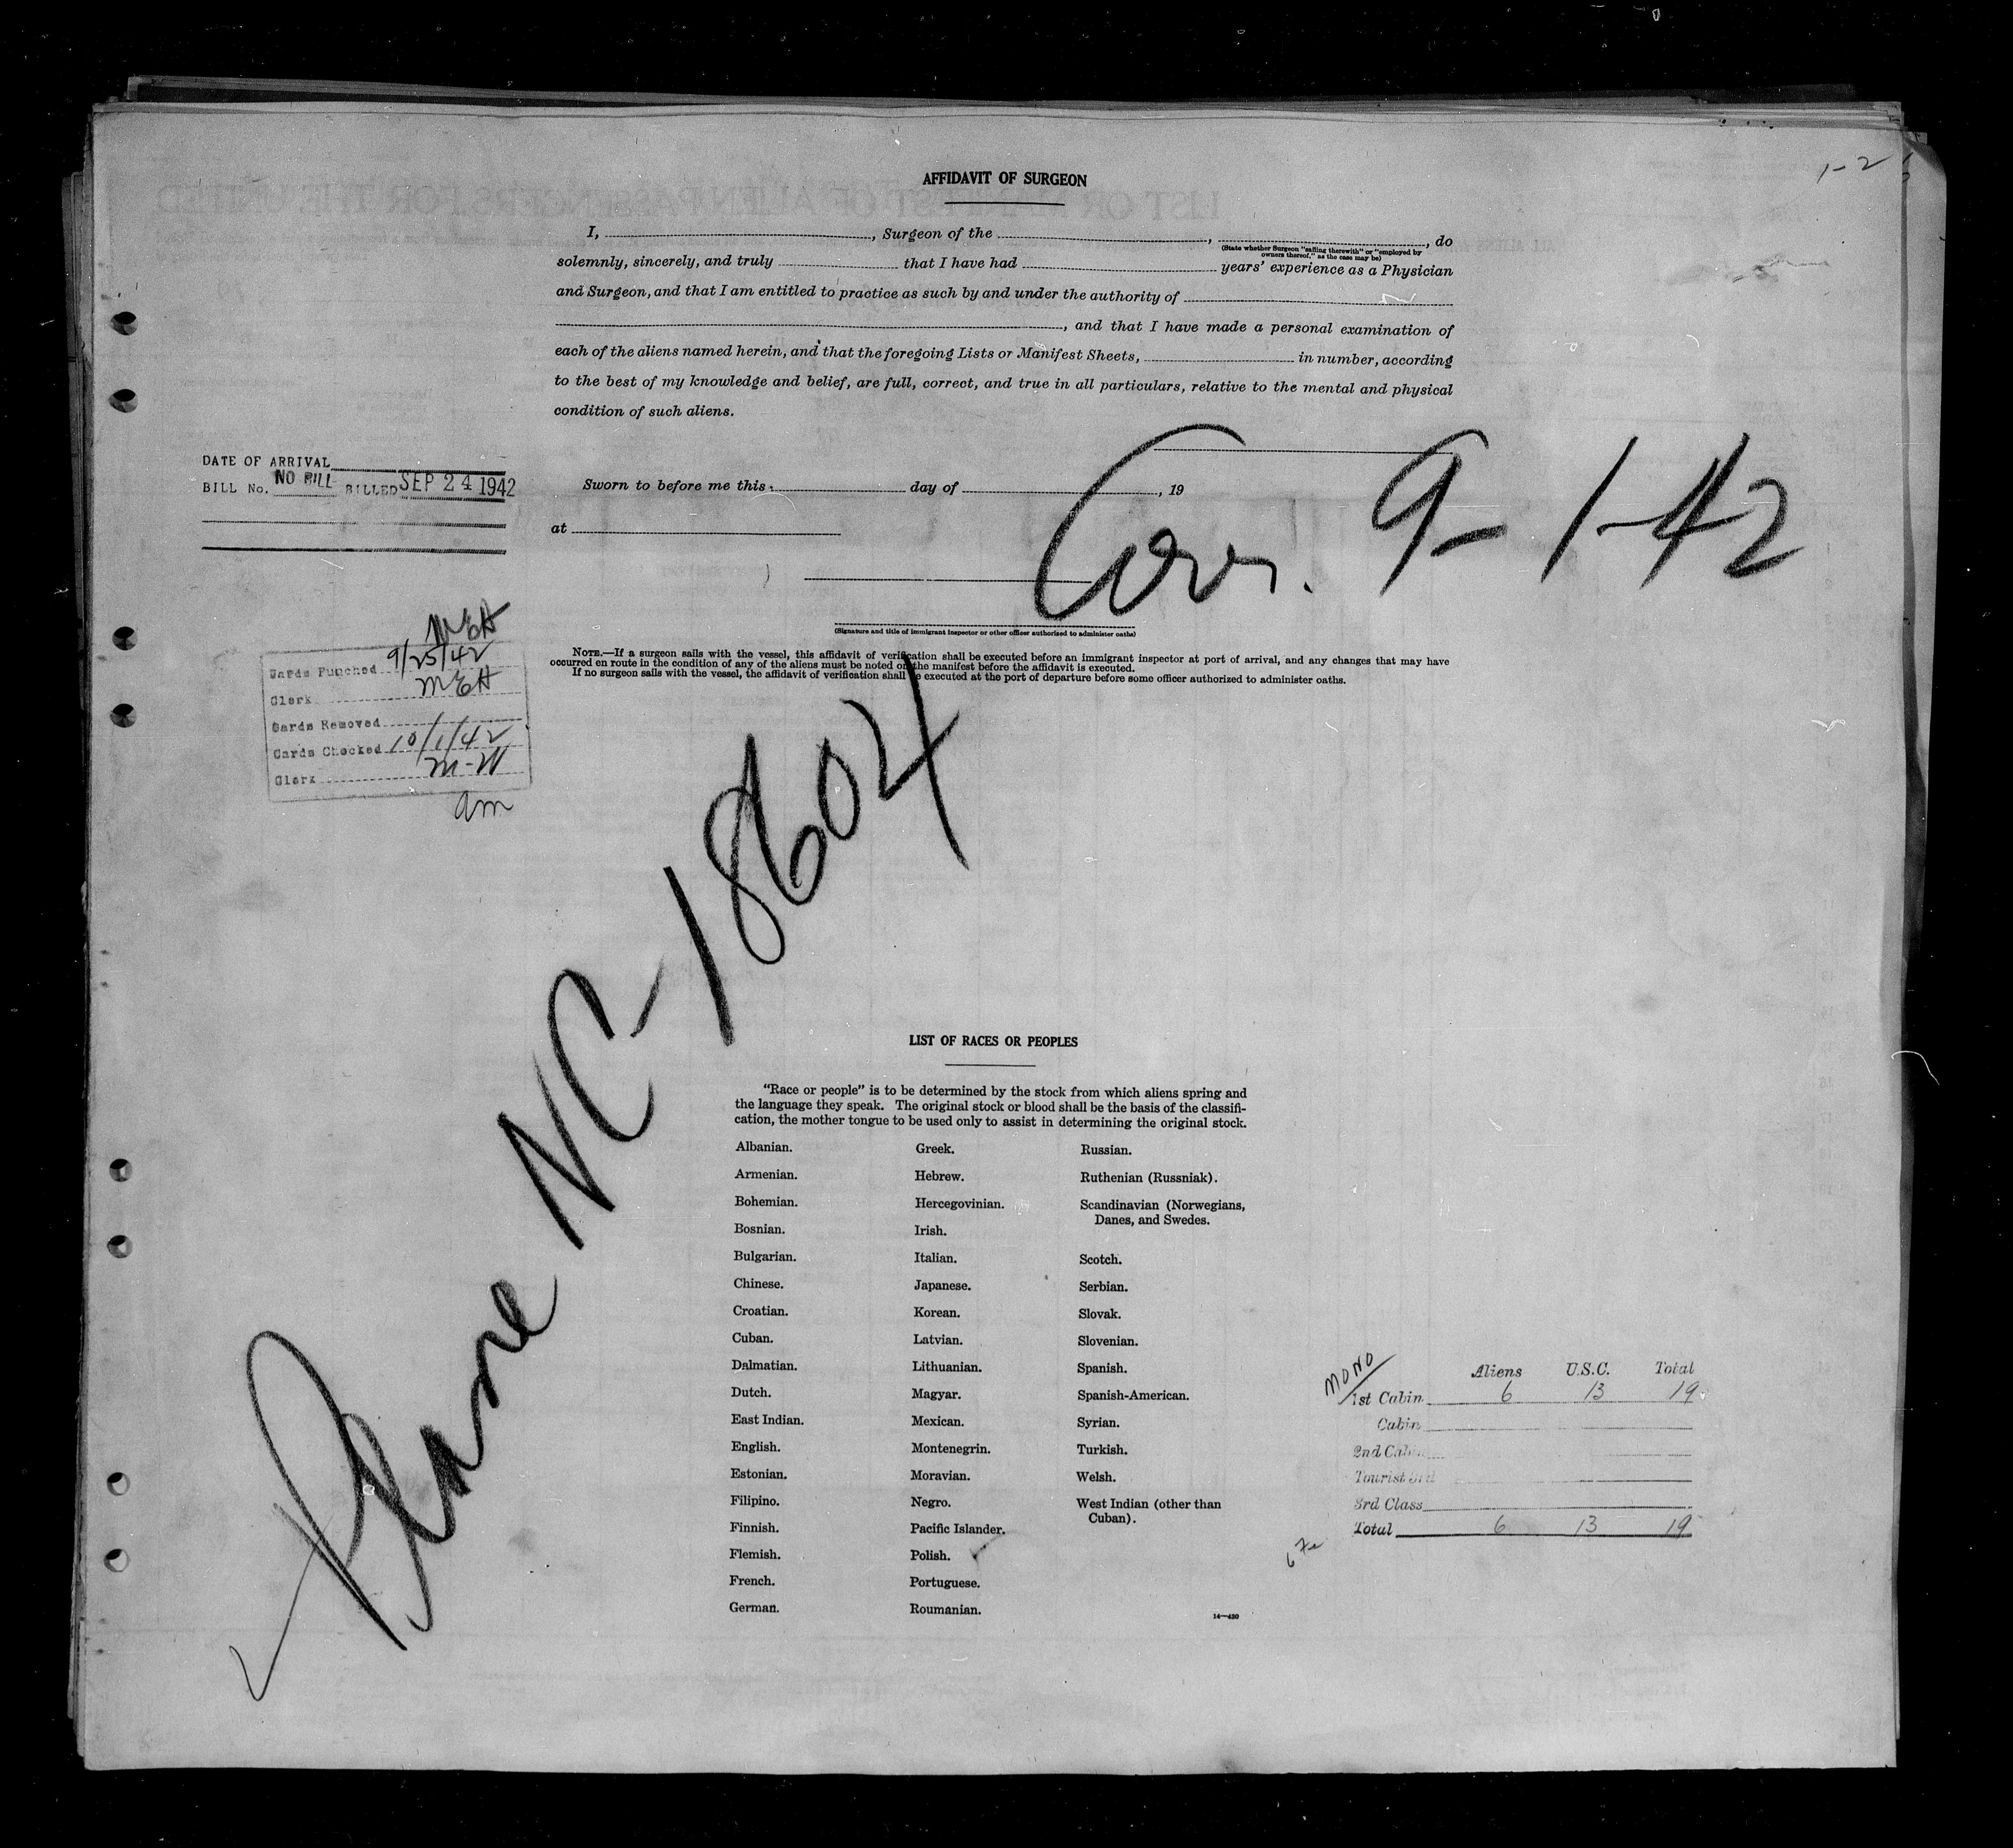 1-2
AFFIDAVIT OF SURGEON
I, , Surgeon of the , , do
(State whether Surgeon "sailing therewith" or "employed by
owners thereof," as the case may be)
solemnly, sincerely, and truly that I have had years' experience as a Physician
and Surgeon, and that I am entitled to practice as such by and under the authority of
, and that I have made a personal examination of
each of the aliens named herein, and that the foregoing Lists or Manifest Sheets, in number, according
to the best of my knowledge and belief, are full, correct, and true in all particulars, relative to the mental and physical
condition of such aliens.
DATE OF ARRIVAL
BILL No. NO BILL BILLED SEP 24 1942
Sworn to before me this day of , 19
at
9-1-42
(Signature and title of immigrant inspector or other officer authorized to administer oaths)
NOTE.—If a surgeon sails with the vessel, this affidavit of verification shall be executed before an immigrant inspector at port of arrival, and any changes that may have
occurred en route in the condition of any of the aliens must be noted on the manifest before the affidavit is executed.
If no surgeon sails with the vessel, the affidavit of verification shall be executed at the port of departure before some officer authorized to administer oaths.
MEH
Cards Punched 9/25/42
Clerk MEH
Cards Removed
Cards Checked 10/1/42
Clerk M-W
am
Plane NC-18604
LIST OF RACES OR PEOPLES
"Race or people" is to be determined by the stock from which aliens spring and
the language they speak. The original stock or blood shall be the basis of the classifi-
cation, the mother tongue to be used only to assist in determining the original stock.
Albanian.
Armenian.
Bohemian.
Bosnian.
Bulgarian.
Chinese.
Croatian.
Cuban.
Dalmatian.
Dutch.
East Indian.
English.
Estonian.
Filipino.
Finnish.
Flemish.
French.
German.
Greek.
Hebrew.
Hercegovinian.
Irish.
Italian.
Japanese.
Korean.
Latvian.
Lithuanian.
Magyar.
Mexican.
Montenegrin.
Moravian.
Negro.
Pacific Islander.
Polish.
Portuguese.
Roumanian.
Russian.
Ruthenian (Russniak).
Scandinavian (Norwegians,
Danes, and Swedes.
Scotch.
Serbian.
Slovak.
Slovenian.
Spanish.
Spanish-American.
Syrian.
Turkish.
Welsh.
West Indian (other than
Cuban).
14—430
MONO
Aliens U.S.C. Total
1st Cabin 6 13 19
Cabin
2nd Cabin
Tourist 3rd
3rd Class
Total 6 13 19